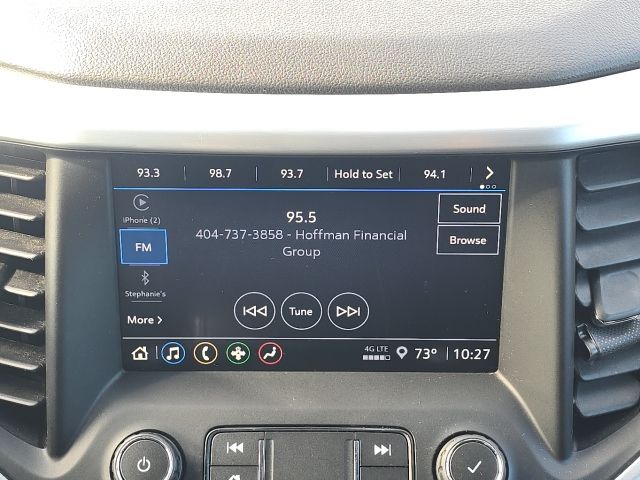 93.3 98.7 93.7 Hold to Set 94.1
iPhone (2)
95.5
Sound
FM
404-737-3858 - Hoffman Financial
Group
Browse
Stephanie's
More
Tune
4G LTE
73° 10:27